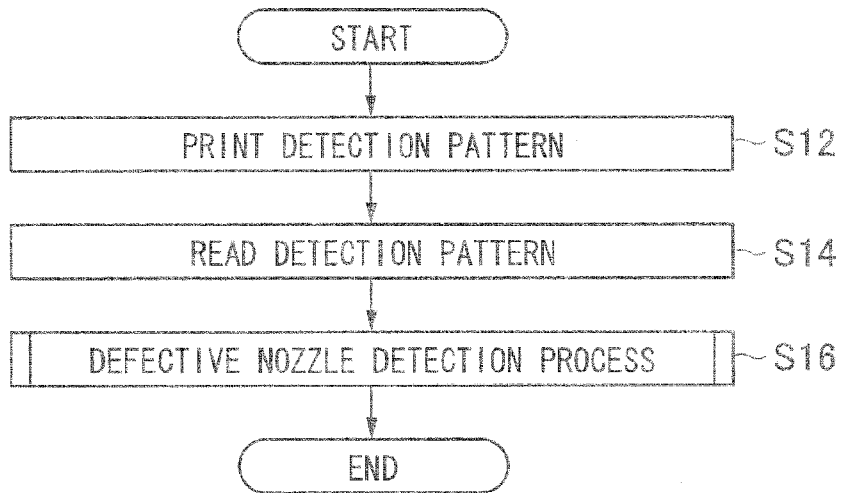 START
PRINT DETECTION PATTERN
S12
READ DETECTION PATTERN
S14
DEFECTIVE NOZZLE DETECTION PROCESS
S16
END